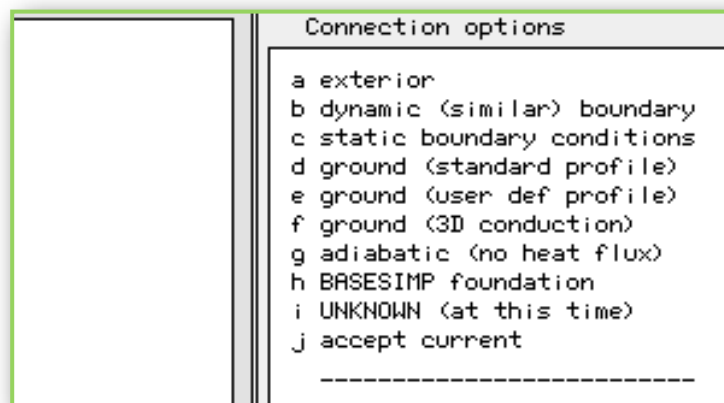 Connection options
a exterior
b dynamic (similar) boundary
c static boundary conditions
d ground (standard profile)
e ground (user def profile)
f ground (3D conduction)
g adiabatic (no heat flux)
h BASESIMP foundation
i UNKNOWN (at this time)
j accept current
--------------------------